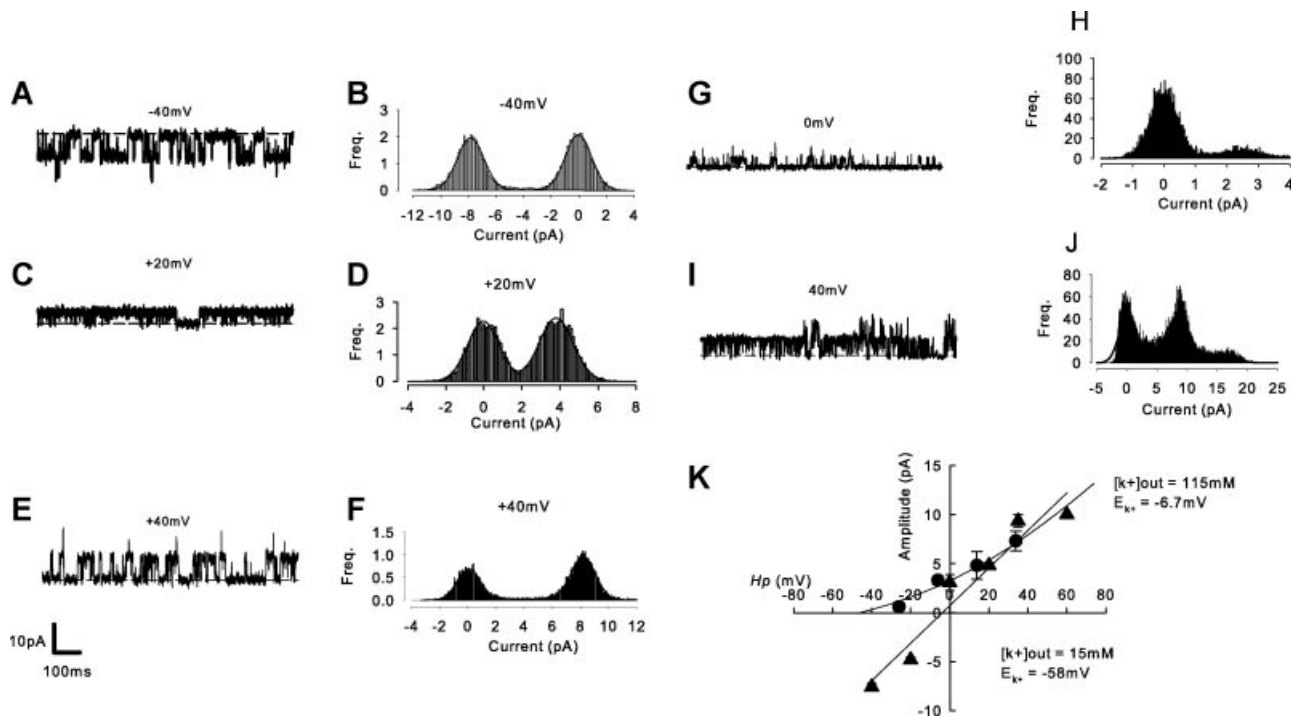 A
-40mV
B
-40mV
3
2
1
0
Freq.
-12 -10 -8 -6 -4 -2 0 2 4
Current (pA)
C
+20mV
D
+20mV
3
2
1
0
Freq.
-4 -2 0 2 4 6 8
Current (pA)
E
+40mV
10pA
100ms
F
+40mV
1.5
1.0
0.5
0.0
Freq.
-4 -2 0 2 4 6 8 10 12
Current (pA)
G
0mV
H
100
80
60
40
20
0
Freq.
-2 -1 0 1 2 3 4
Current (pA)
I
40mV
J
80
60
40
20
0
Freq.
-5 0 5 10 15 20 25
Current (pA)
K
Amplitude (pA)
15
10
5
0
-5
-10
Hp (mV)
-80 -60 -40 -20 0 20 40 60 80
[k+]out = 115mM
Ek+ = -6.7mV
[k+]out = 15mM
Ek+ = -58mV